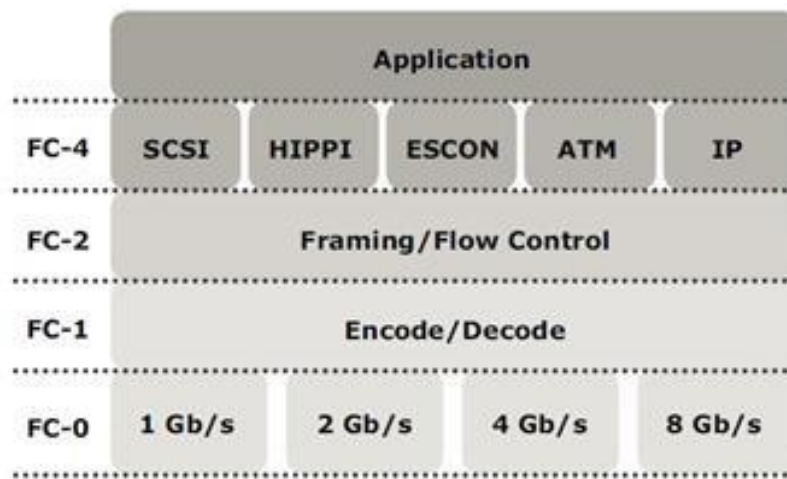 Application
FC-4 SCSI HIPPI ESCON ATM IP
FC-2 Framing/Flow Control
FC-1 Encode/Decode
FC-0 1 Gb/s 2 Gb/s 4 Gb/s 8 Gb/s